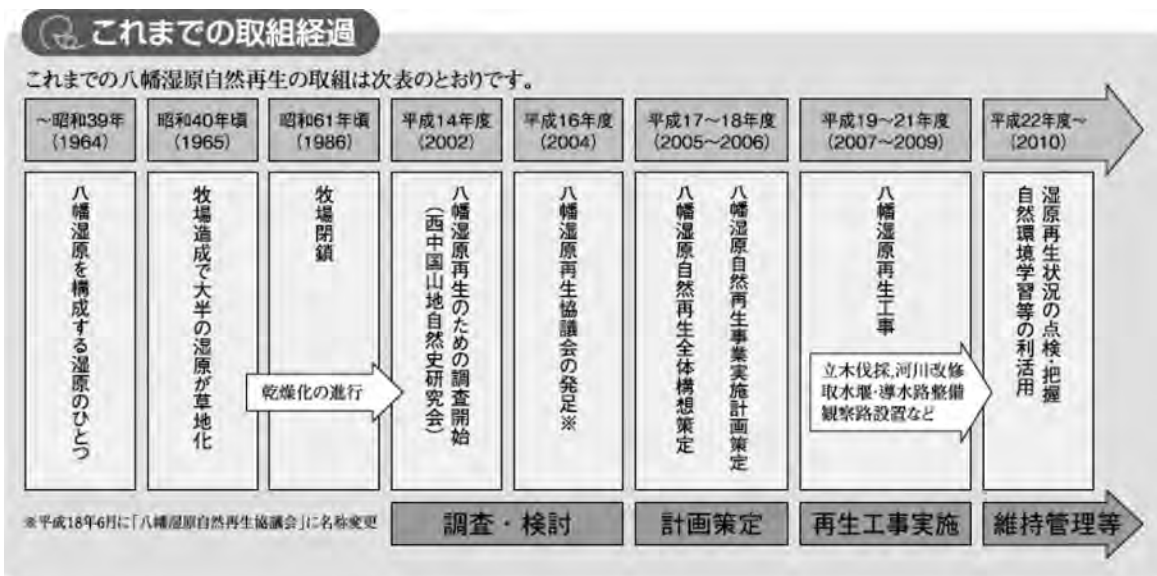 これまでの取組経過
これまでの八幡湿原自然再生の取組は次表のとおりです。
～昭和39年
(1964)
昭和40年頃
(1965)
昭和61年頃
(1986)
平成14年度
(2002)
平成16年度
(2004)
平成17～18年度
(2005～2006)
平成19～21年度
(2007～2009)
平成22年度～
(2010)
八幡湿原を構成する湿原のひとつ
牧場造成で大半の湿原が草地化
牧場閉鎖
乾燥化の進行
八幡湿原再生のための調査開始
(西中国山地自然史研究会)
八幡湿原再生協議会の発足※
八幡湿原自然再生事業実施計画策定
八幡湿原自然再生全体構想策定
八幡湿原再生工事
立木伐採,河川改修
取水堰・導水路整備
観察路設置など
湿原再生状況の点検・把握
自然環境学習等の利活用
※平成18年6月に「八幡湿原自然再生協議会」に名称変更
調査・検討
計画策定
再生工事実施
維持管理等